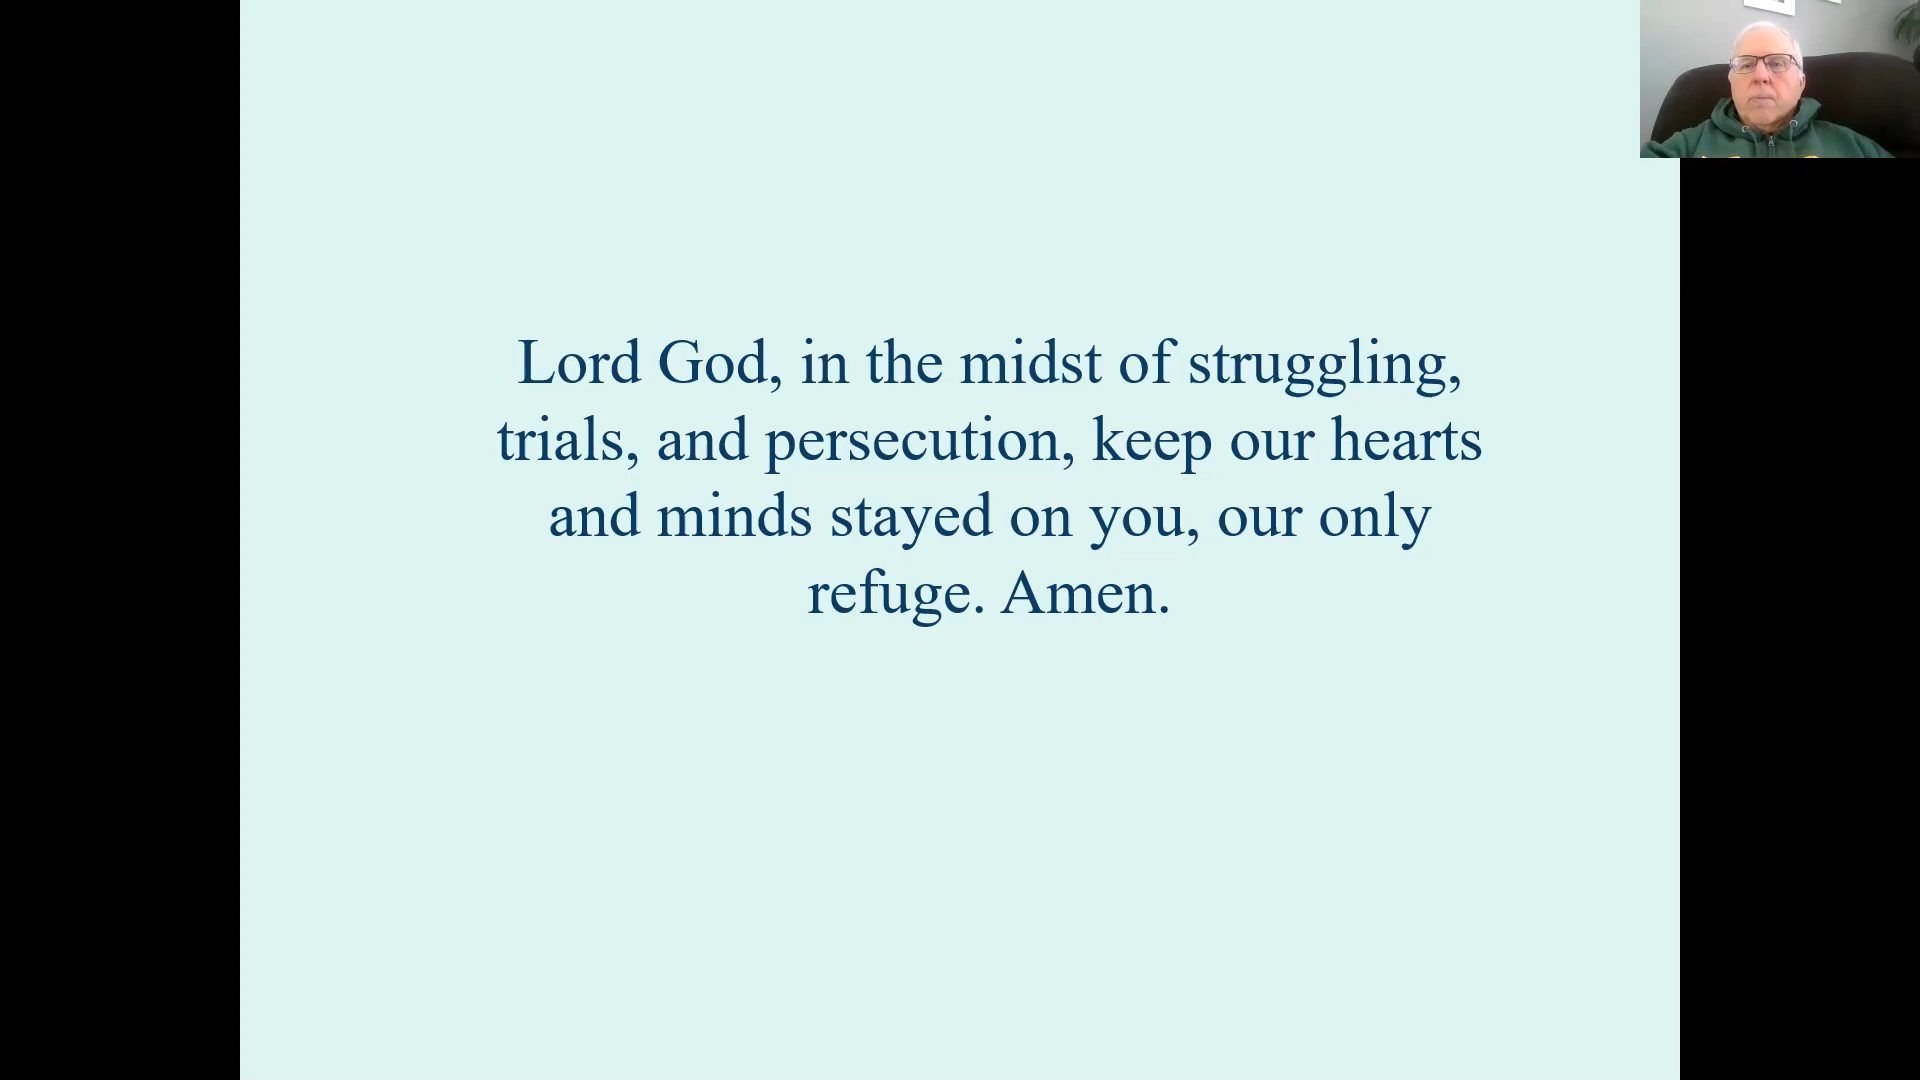 Lord God, in the midst of struggling,
trials, and persecution, keep our hearts
and minds stayed on you, our only
refuge. Amen.